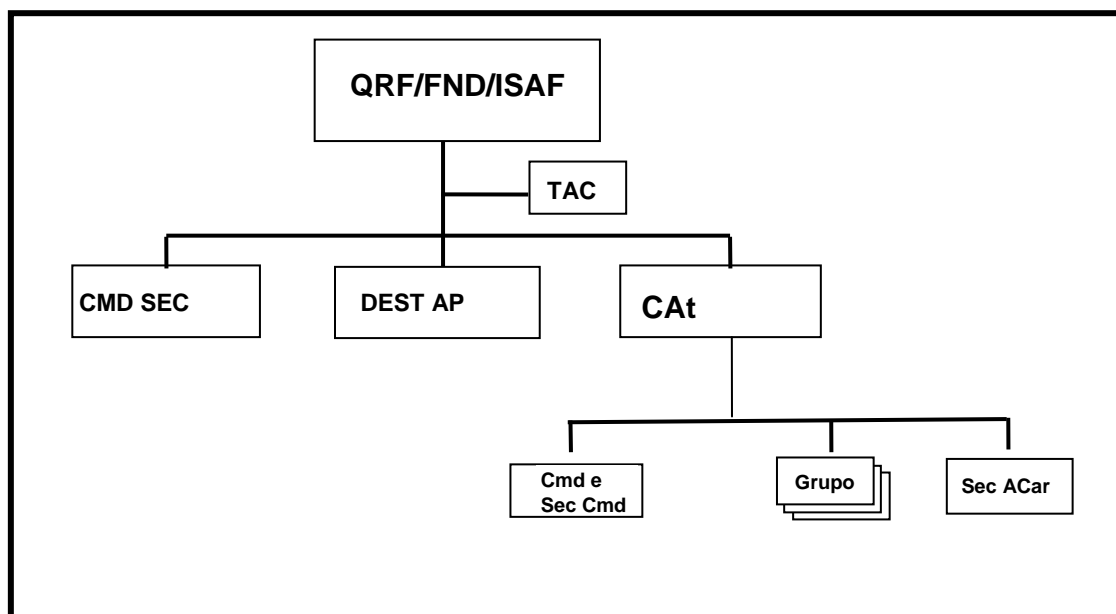 QRF/FND/ISAF
TAC
CMD SEC
DEST AP
CAt
Cmd e
Sec Cmd
Grupo
Sec ACar